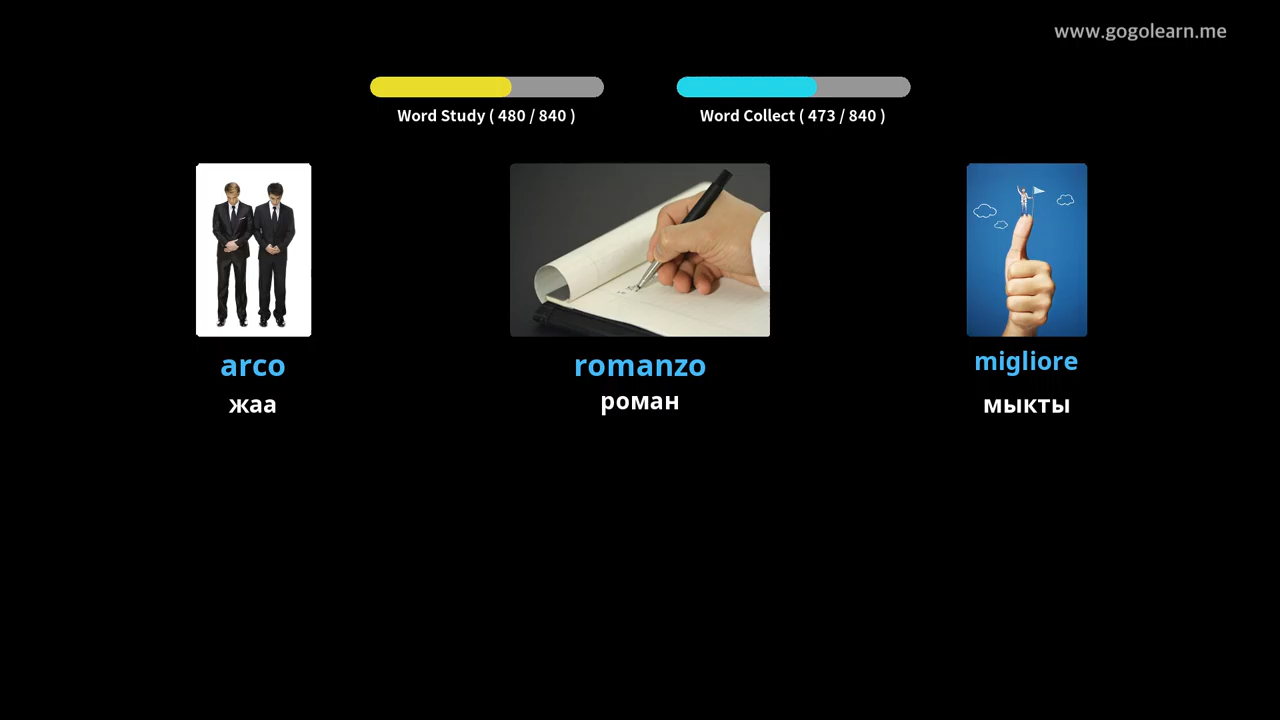 www.gogolearn.me
Word Study ( 480 / 840 )
Word Collect ( 473 / 840 )
arco
romanzo
migliore
жаа
роман
мыкты